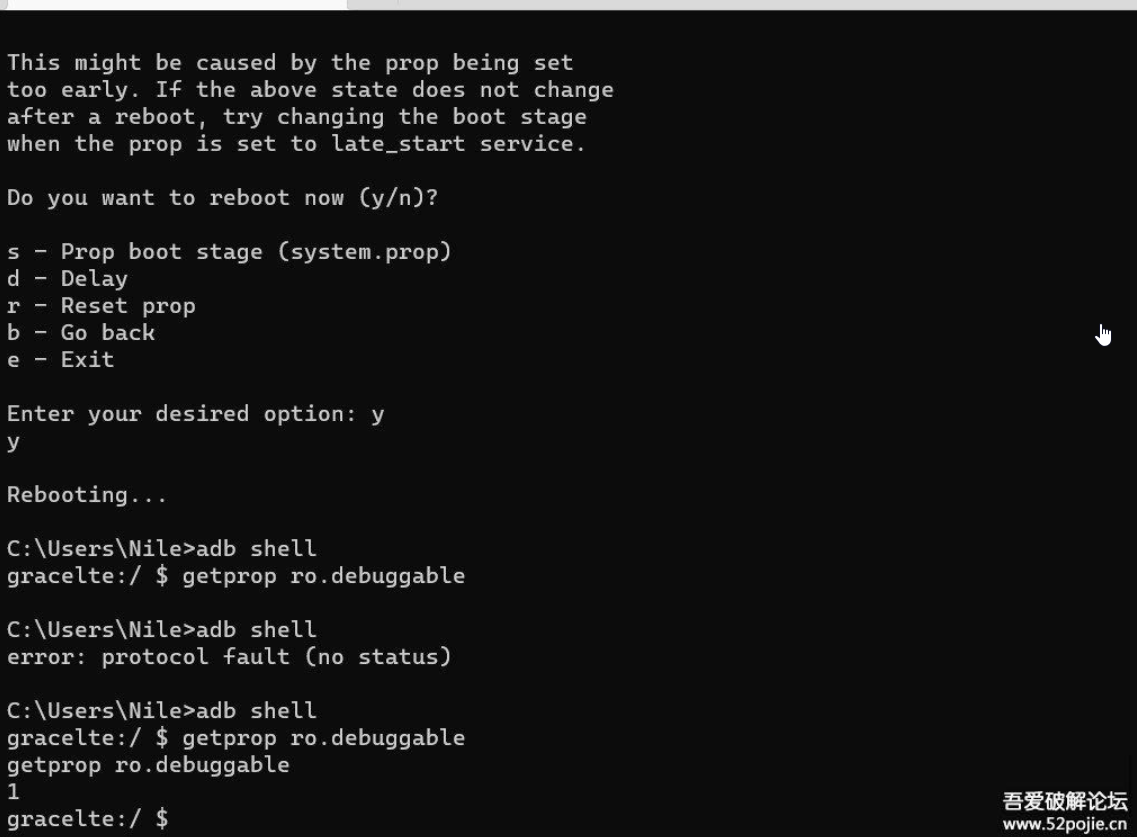 This might be caused by the prop being set
too early. If the above state does not change
after a reboot, try changing the boot stage
when the prop is set to late_start service.
Do you want to reboot now (y/n)?
s - Prop boot stage (system.prop)
d - Delay
r - Reset prop
b - Go back
e - Exit
Enter your desired option: y
y
Rebooting...
C:\Users\Nile>adb shell
gracelte:/ $ getprop ro.debuggable
C:\Users\Nile>adb shell
error: protocol fault (no status)
C:\Users\Nile>adb shell
gracelte:/ $ getprop ro.debuggable
getprop ro.debuggable
1
gracelte:/ $
吾爱破解论坛
www.52pojie.cn